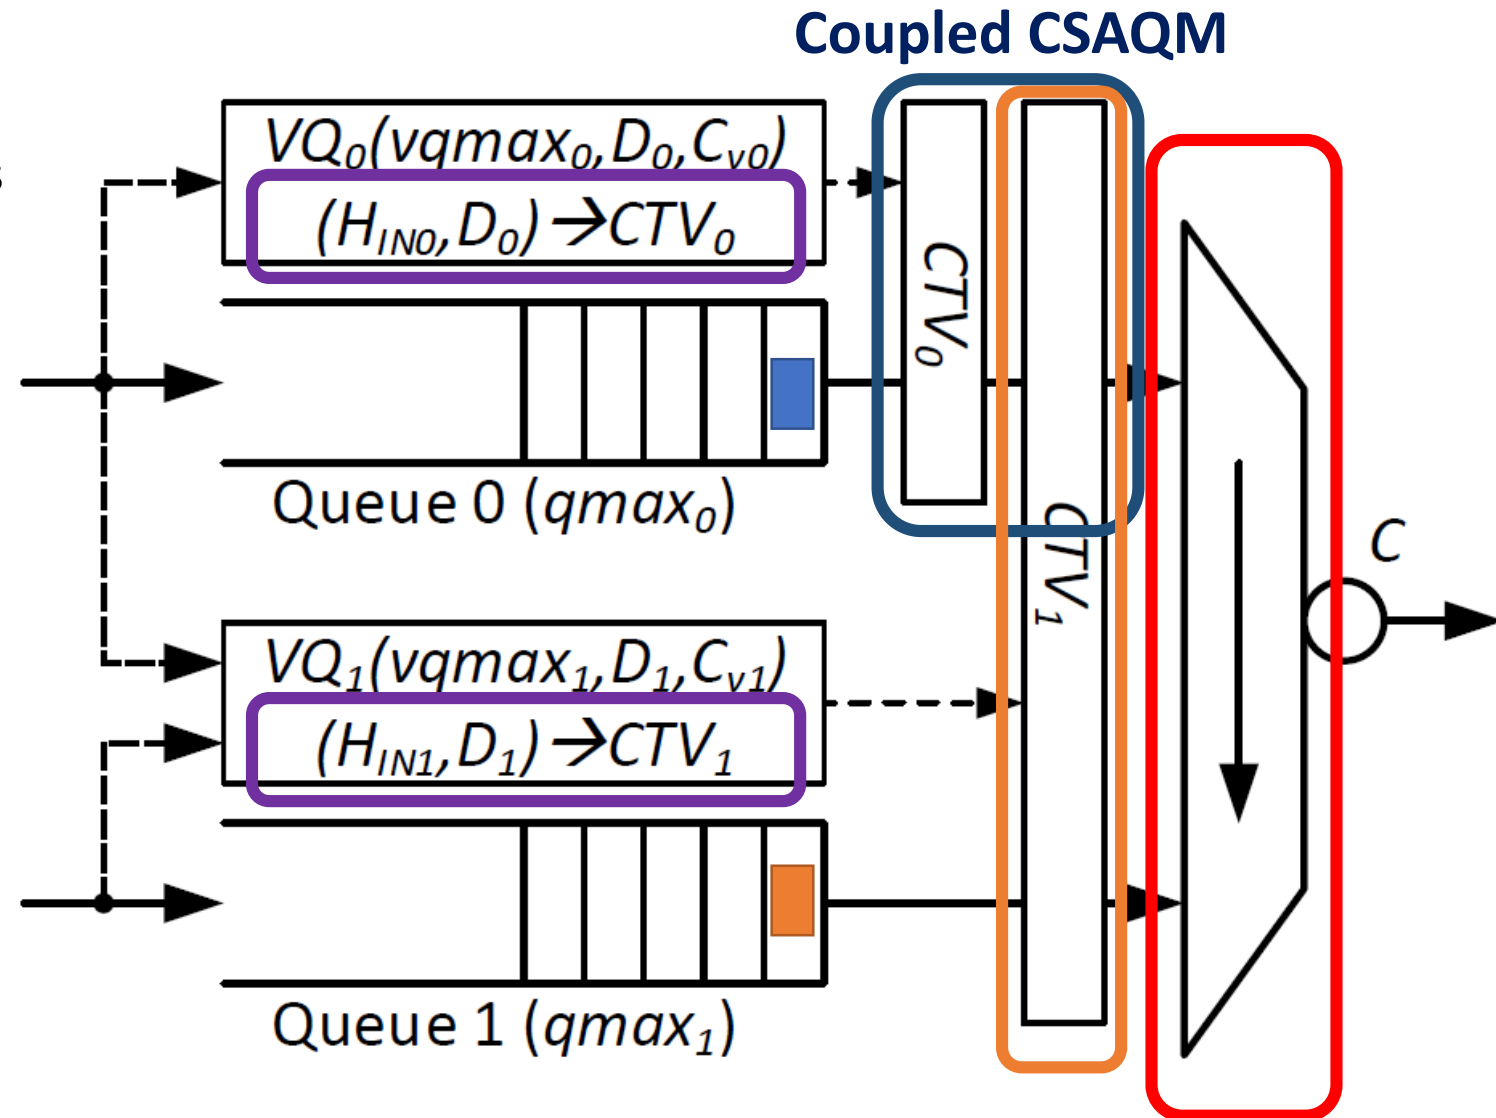 Coupled CSAQM
VQ0(vqmax0,D0,Cv0)
(HIN0,D0)→CTV0
CTV0
Queue 0 (qmax0)
CTV1
C
VQ1(vqmax1,D1,Cv1)
(HIN1,D1)→CTV1
Queue 1 (qmax1)